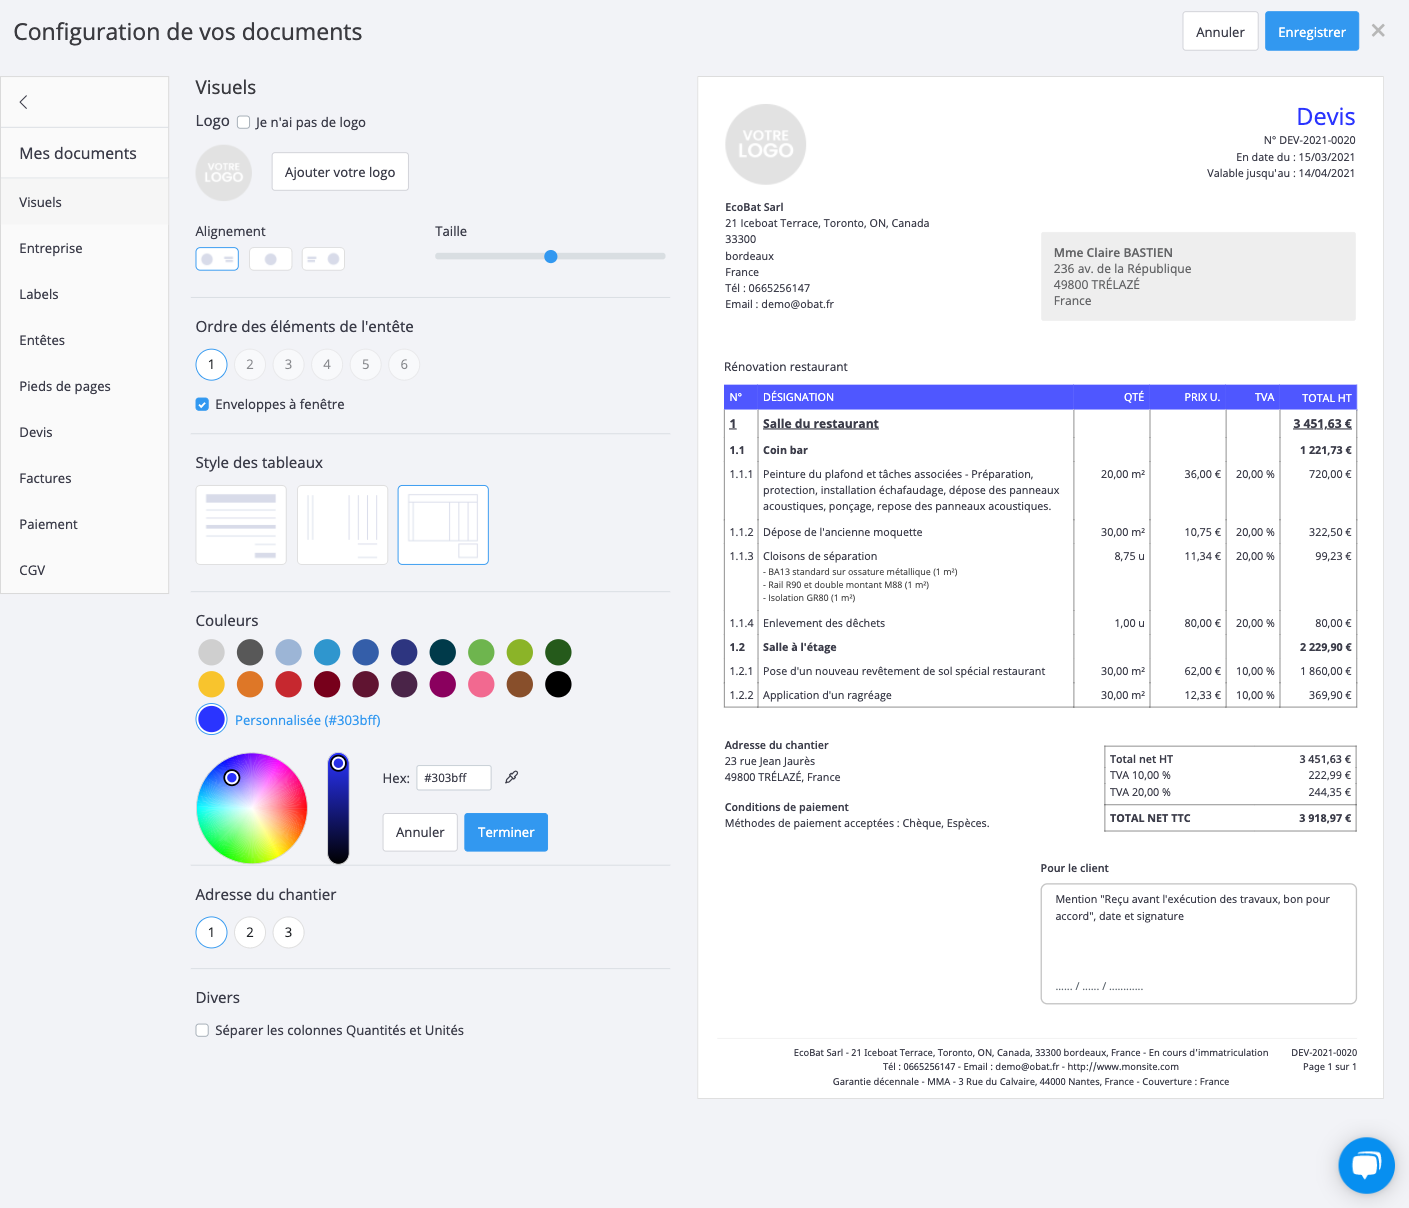 Configuration de vos documents
Annuler
Enregistrer
Mes documents
Visuels
Entreprise
Labels
Entêtes
Pieds de pages
Devis
Factures
Paiement
CGV
Visuels
Logo
Je n'ai pas de logo
VOTRE
LOGO
Ajouter votre logo
Alignement
Taille
Ordre des éléments de l'entête
1 2 3 4 5 6
Enveloppes à fenêtre
Style des tableaux
Couleurs
Personnalisée (#303bff)
Hex: #303bff
Annuler
Terminer
Adresse du chantier
1 2 3
Divers
Séparer les colonnes Quantités et Unités
VOTRE
LOGO
Devis
N° DEV-2021-0020
En date du : 15/03/2021
Valable jusqu'au : 14/04/2021
EcoBat Sarl
21 Iceboat Terrace, Toronto, ON, Canada
33300
bordeaux
France
Tél : 0665256147
Email : demo@obat.fr
Mme Claire BASTIEN
236 av. de la République
49800 TRÉLAZÉ
France
Rénovation restaurant
N° DÉSIGNATION QTÉ PRIX U. TVA TOTAL HT
1 Salle du restaurant 3 451,63 €
1.1 Coin bar 1 221,73 €
1.1.1 Peinture du plafond et tâches associées - Préparation, 20,00 m² 36,00 € 20,00 % 720,00 €
protection, installation échafaudage, dépose des panneaux
acoustiques, ponçage, repose des panneaux acoustiques.
1.1.2 Dépose de l'ancienne moquette 30,00 m² 10,75 € 20,00 % 322,50 €
1.1.3 Cloisons de séparation 8,75 u 11,34 € 20,00 % 99,23 €
- BA13 standard sur ossature métallique (1 m²)
- Rail R90 et double montant M88 (1 m²)
- Isolation GR80 (1 m²)
1.1.4 Enlevement des dêchets 1,00 u 80,00 € 20,00 % 80,00 €
1.2 Salle à l'étage 2 229,90 €
1.2.1 Pose d'un nouveau revêtement de sol spécial restaurant 30,00 m² 62,00 € 10,00 % 1 860,00 €
1.2.2 Application d'un ragréage 30,00 m² 12,33 € 10,00 % 369,90 €
Adresse du chantier
23 rue Jean Jaurès
49800 TRÉLAZÉ, France
Conditions de paiement
Méthodes de paiement acceptées : Chèque, Espèces.
Total net HT 3 451,63 €
TVA 10,00 % 222,99 €
TVA 20,00 % 244,35 €
TOTAL NET TTC 3 918,97 €
Pour le client
Mention "Reçu avant l'exécution des travaux, bon pour
accord", date et signature
...... / ...... / ............
EcoBat Sarl - 21 Iceboat Terrace, Toronto, ON, Canada, 33300 bordeaux, France - En cours d'immatriculation
Tél : 0665256147 - Email : demo@obat.fr - http://www.monsite.com
Garantie décennale - MMA - 3 Rue du Calvaire, 44000 Nantes, France - Couverture : France
DEV-2021-0020
Page 1 sur 1